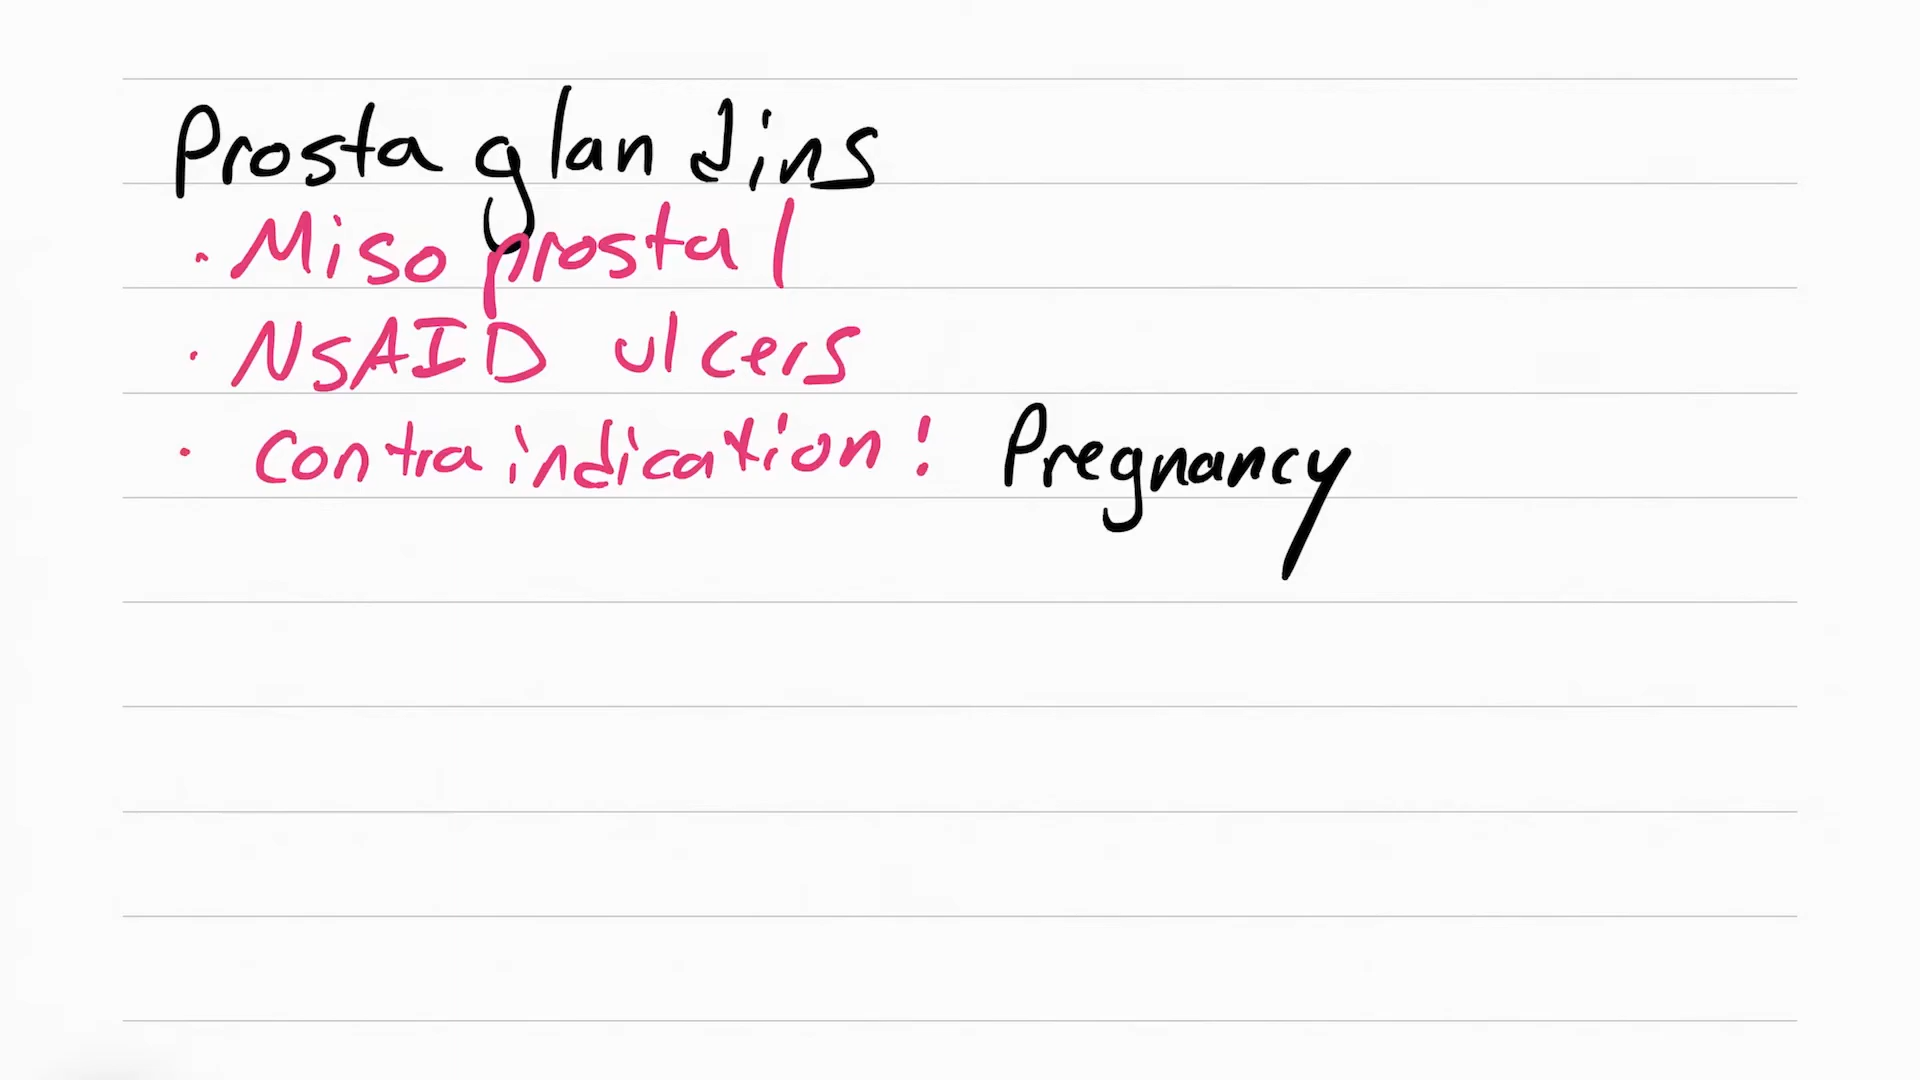 Prostaglandins
· Misoprostal
· NSAID ulcers
· Contraindication! Pregnancy